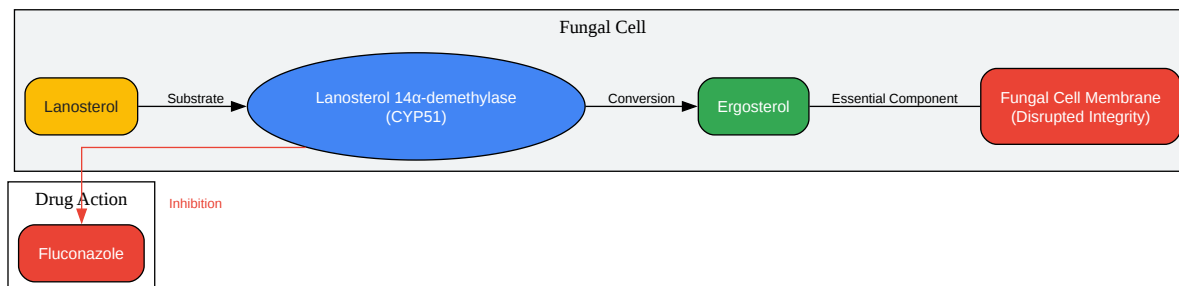 Fungal Cell
Lanosterol
Substrate
Lanosterol 14α-demethylase
(CYP51)
Conversion
Ergosterol
Essential Component
Fungal Cell Membrane
(Disrupted Integrity)
Drug Action
Inhibition
Fluconazole